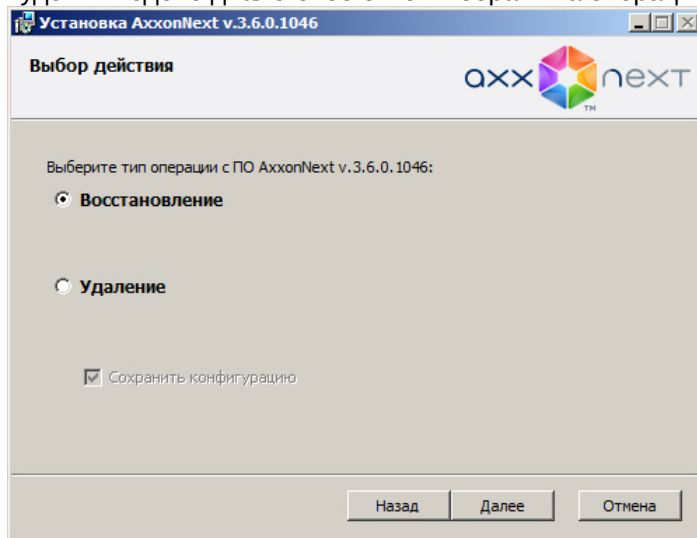 Установка AxxonNext v.3.6.0.1046
Выбор действия
axx next
TM
Выберите тип операции с ПО AxxonNext v.3.6.0.1046:
Восстановление
Удаление
Сохранить конфигурацию
Назад Далее Отмена